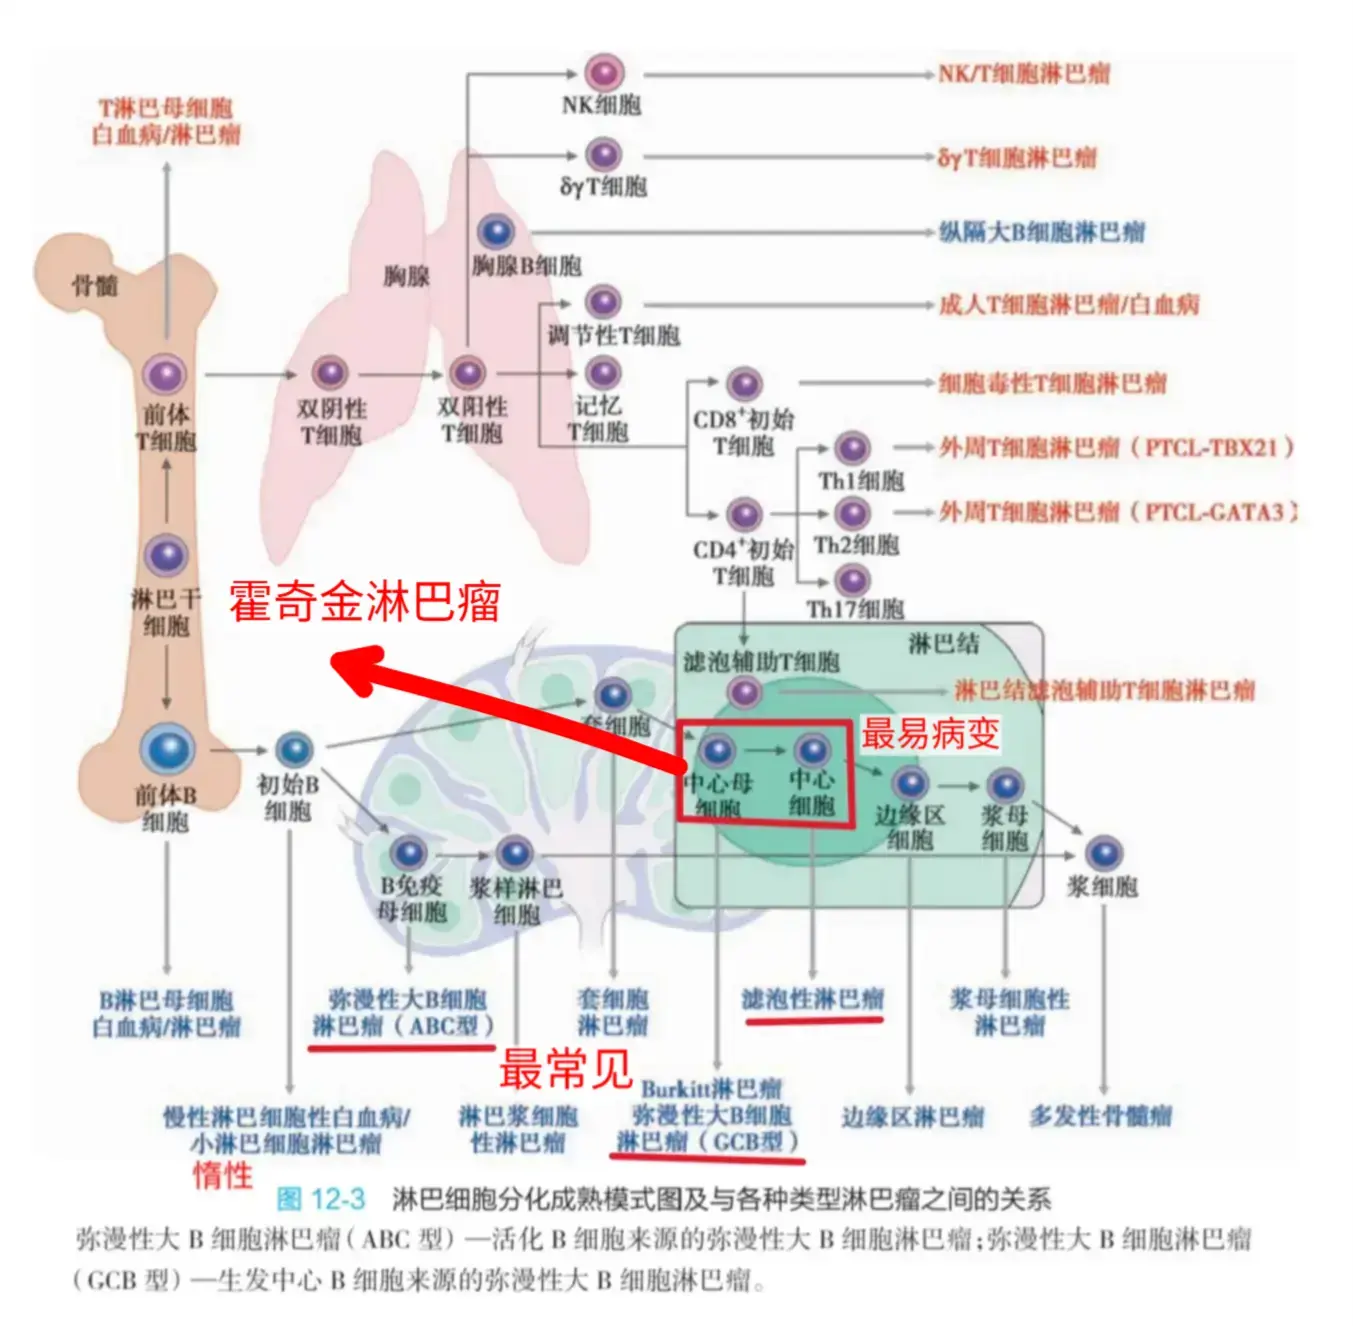 NK/T细胞淋巴瘤
NK细胞
T淋巴母细胞
白血病/淋巴瘤
δγT细胞淋巴瘤
δγT细胞
纵隔大B细胞淋巴瘤
胸腺B细胞
胸腺
骨髓
成人T细胞淋巴瘤/白血病
调节性T细胞
细胞毒性T细胞淋巴瘤
前体
T细胞
双阴性
T细胞
双阳性
T细胞
记忆
T细胞
CD8+初始
T细胞
外周T细胞淋巴瘤（PTCL-TBX21）
Th1细胞
外周T细胞淋巴瘤（PTCL-GATA3）
CD4+初始
T细胞
Th2细胞
Th17细胞
淋巴干
细胞
霍奇金淋巴瘤
淋巴结
滤泡辅助T细胞
淋巴结滤泡辅助T细胞淋巴瘤
套细胞
最易病变
前体B
细胞
初始B
细胞
中心母
细胞
中心
细胞
边缘区
细胞
浆母
细胞
B免疫
母细胞
浆样淋巴
细胞
浆细胞
B淋巴母细胞
白血病/淋巴瘤
弥漫性大B细胞
淋巴瘤（ABC型）
套细胞
淋巴瘤
滤泡性淋巴瘤
浆母细胞性
淋巴瘤
最常见
慢性淋巴细胞性白血病/
小淋巴细胞淋巴瘤
淋巴浆细胞
性淋巴瘤
Burkitt淋巴瘤
弥漫性大B细胞
淋巴瘤（GCB型）
边缘区淋巴瘤
多发性骨髓瘤
惰性
图 12-3 淋巴细胞分化成熟模式图及与各种类型淋巴瘤之间的关系
弥漫性大 B 细胞淋巴瘤（ABC 型）—活化 B 细胞来源的弥漫性大 B 细胞淋巴瘤；弥漫性大 B 细胞淋巴瘤
（GCB 型）—生发中心 B 细胞来源的弥漫性大 B 细胞淋巴瘤。